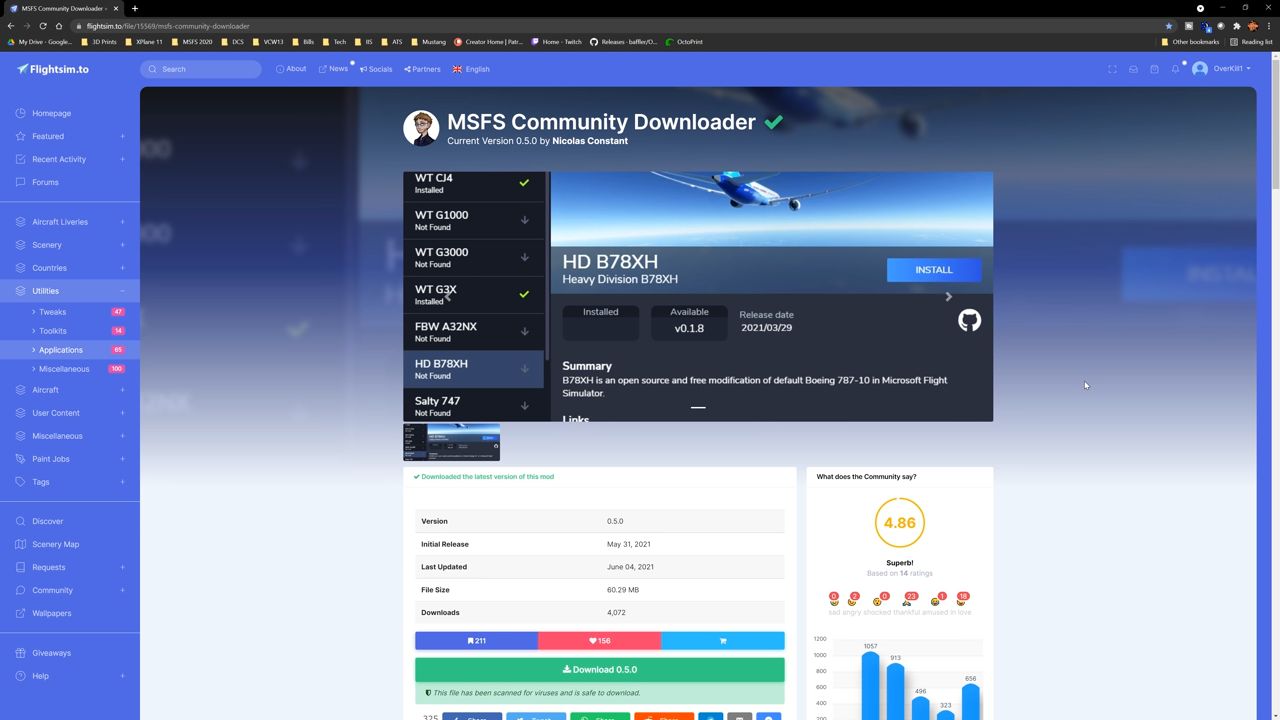 MSFS Community Downloader -
flightsim.to/file/15569/msfs-community-downloader
My Drive - Google...
3D Prints
XPlane 11
MSFS 2020
DCS
VCW13
Bills
Tech
IIS
ATS
Mustang
Creator Home | Patr...
Home - Twitch
Releases · baffler/O...
OctoPrint
Other bookmarks
Reading list
Flightsim.to
Search
About
News
Socials
Partners
English
OverKill1
Homepage
Featured
Recent Activity
Forums
Aircraft Liveries
Scenery
Countries
Utilities
Tweaks 47
Toolkits 14
Applications 65
Miscellaneous 100
Aircraft
User Content
Miscellaneous
Paint Jobs
Tags
Discover
Scenery Map
Requests
Community
Wallpapers
Giveaways
Help
MSFS Community Downloader
Current Version 0.5.0 by Nicolas Constant
WT CJ4
Installed
WT G1000
Not Found
WT G3000
Not Found
WT G3X
Installed
FBW A32NX
Not Found
HD B78XH
Not Found
Salty 747
Not Found
HD B78XH
Heavy Division B78XH
INSTALL
Installed
Available
v0.1.8
Release date
2021/03/29
Summary
B78XH is an open source and free modification of default Boeing 787-10 in Microsoft Flight
Simulator.
Links
Downloaded the latest version of this mod
Version 0.5.0
Initial Release May 31, 2021
Last Updated June 04, 2021
File Size 60.29 MB
Downloads 4,072
211
156
Download 0.5.0
This file has been scanned for viruses and is safe to download.
325
Share
Tweet
Share
Share
What does the Community say?
4.86
Superb!
Based on 14 ratings
0 2 0 23 1 18
sad angry shocked thankful amused in love
1200
1000
800
600
400
200
1057
913
496
323
656